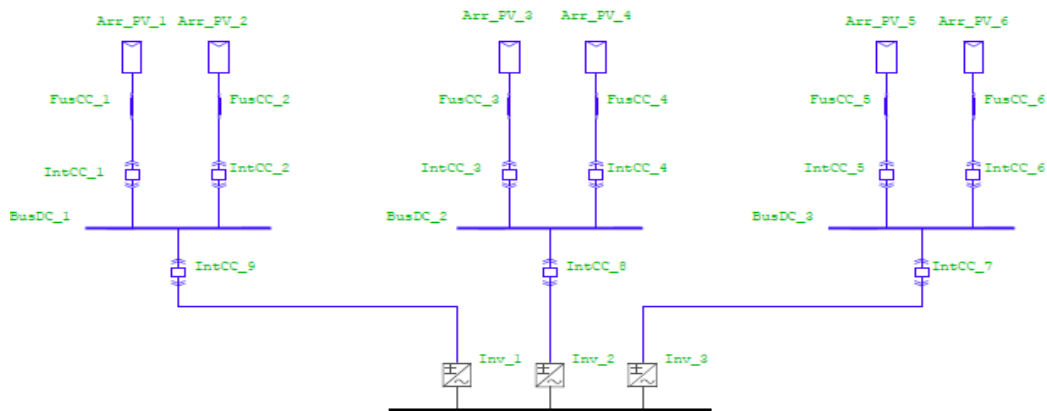 Arr_PV_1 Arr_PV_2 Arr_PV_3 Arr_PV_4 Arr_PV_5 Arr_PV_6
FusCC_1 FusCC_2 FusCC_3 FusCC_4 FusCC_5 FusCC_6
IntCC_1 IntCC_2 IntCC_3 IntCC_4 IntCC_5 IntCC_6
BusDC_1 BusDC_2 BusDC_3
IntCC_9 IntCC_8 IntCC_7
Inv_1 Inv_2 Inv_3